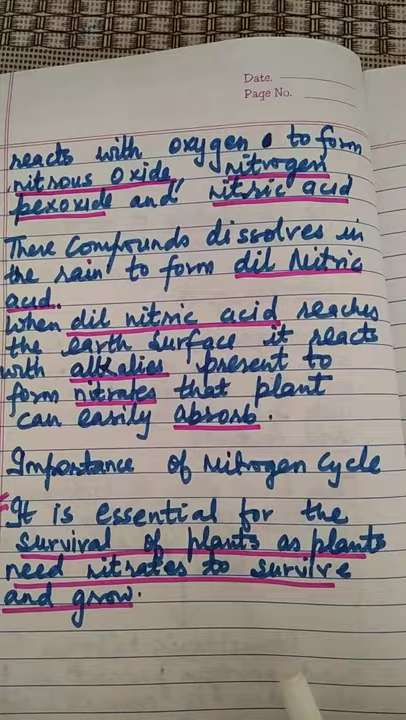 Date.
Page No.
reacts with oxygen to form
nitrous oxide, nitrogen
peroxide and nitric acid
These Compounds dissolves in
the rain to form dil Nitric
acid.
When dil nitric acid reaches
the earth surface it reacts
with alkalies present to
form nitrates that plant
can easily absorb.
Importance of Nitrogen Cycle
It is essential for the
survival of plants as plants
need nitrates to survive
and grow.